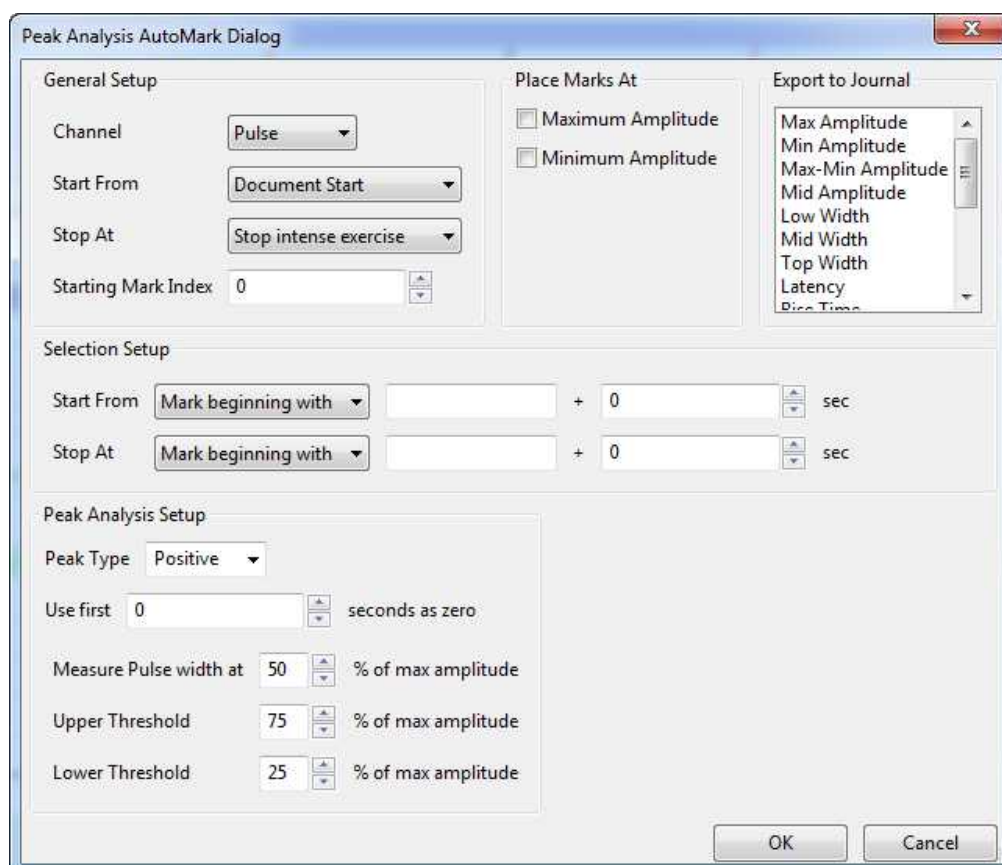 Peak Analysis AutoMark Dialog
General Setup
Channel Pulse
Start From Document Start
Stop At Stop intense exercise
Starting Mark Index 0
Place Marks At
Maximum Amplitude
Minimum Amplitude
Export to Journal
Max Amplitude
Min Amplitude
Max-Min Amplitude
Mid Amplitude
Low Width
Mid Width
Top Width
Latency
Rise Time
Selection Setup
Start From Mark beginning with + 0 sec
Stop At Mark beginning with + 0 sec
Peak Analysis Setup
Peak Type Positive
Use first 0 seconds as zero
Measure Pulse width at 50 % of max amplitude
Upper Threshold 75 % of max amplitude
Lower Threshold 25 % of max amplitude
OK Cancel